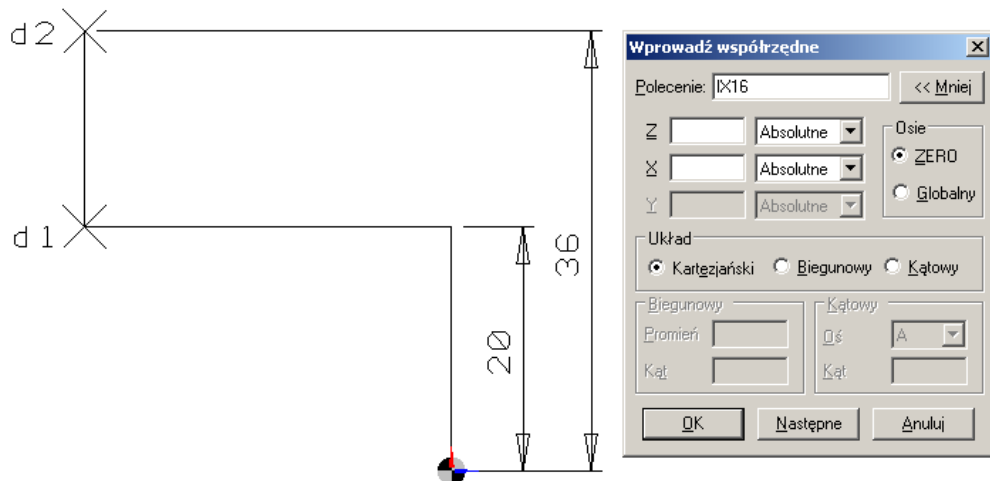 d2
d1
36
20
Wprowadź współrzędne
Polecenie: IX16
<< Mniej
Z Absolutne
X Absolutne
Y Absolutne
Osie
ZERO
Globalny
Układ
Kartezjański Biegunowy Kątowy
Biegunowy
Promień
Kąt
Kątowy
Oś A
Kąt
OK Następne Anuluj